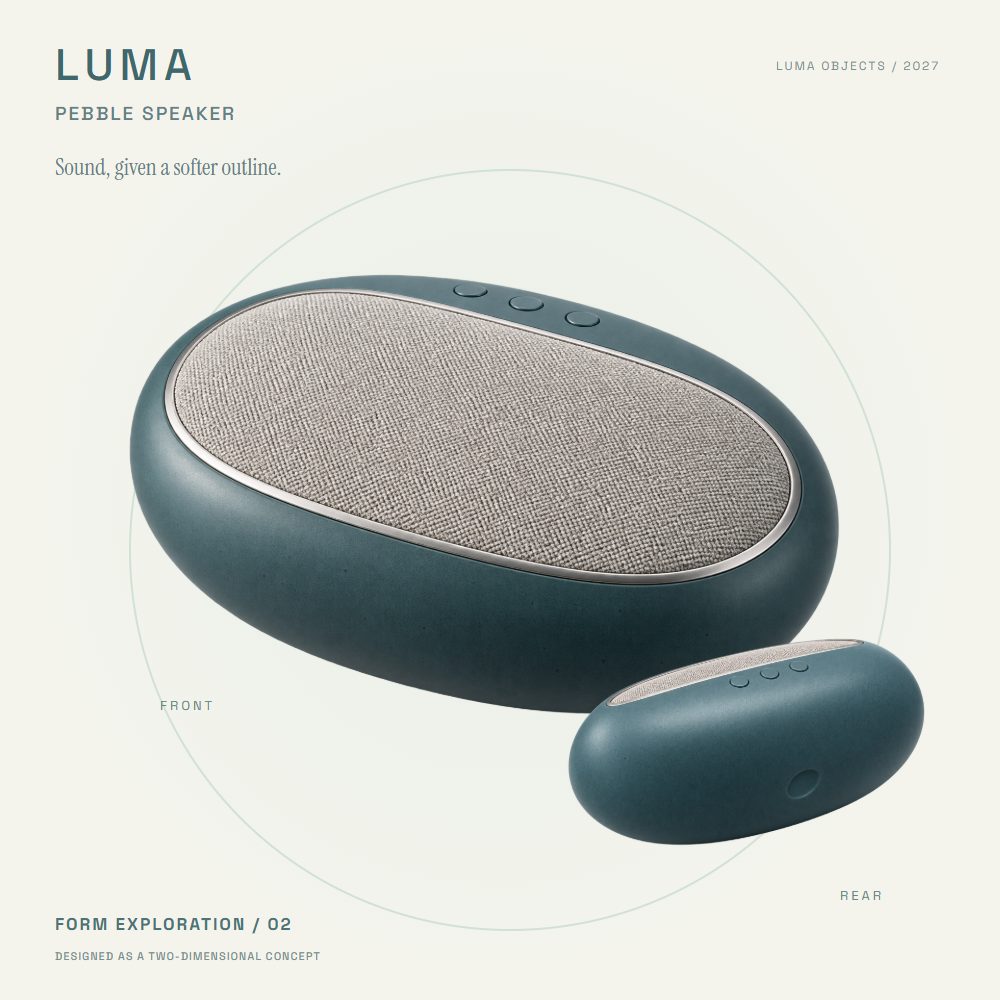 LUMA
LUMA OBJECTS / 2027
PEBBLE SPEAKER
Sound, given a softer outline.
FRONT
REAR
FORM EXPLORATION / 02
DESIGNED AS A TWO-DIMENSIONAL CONCEPT